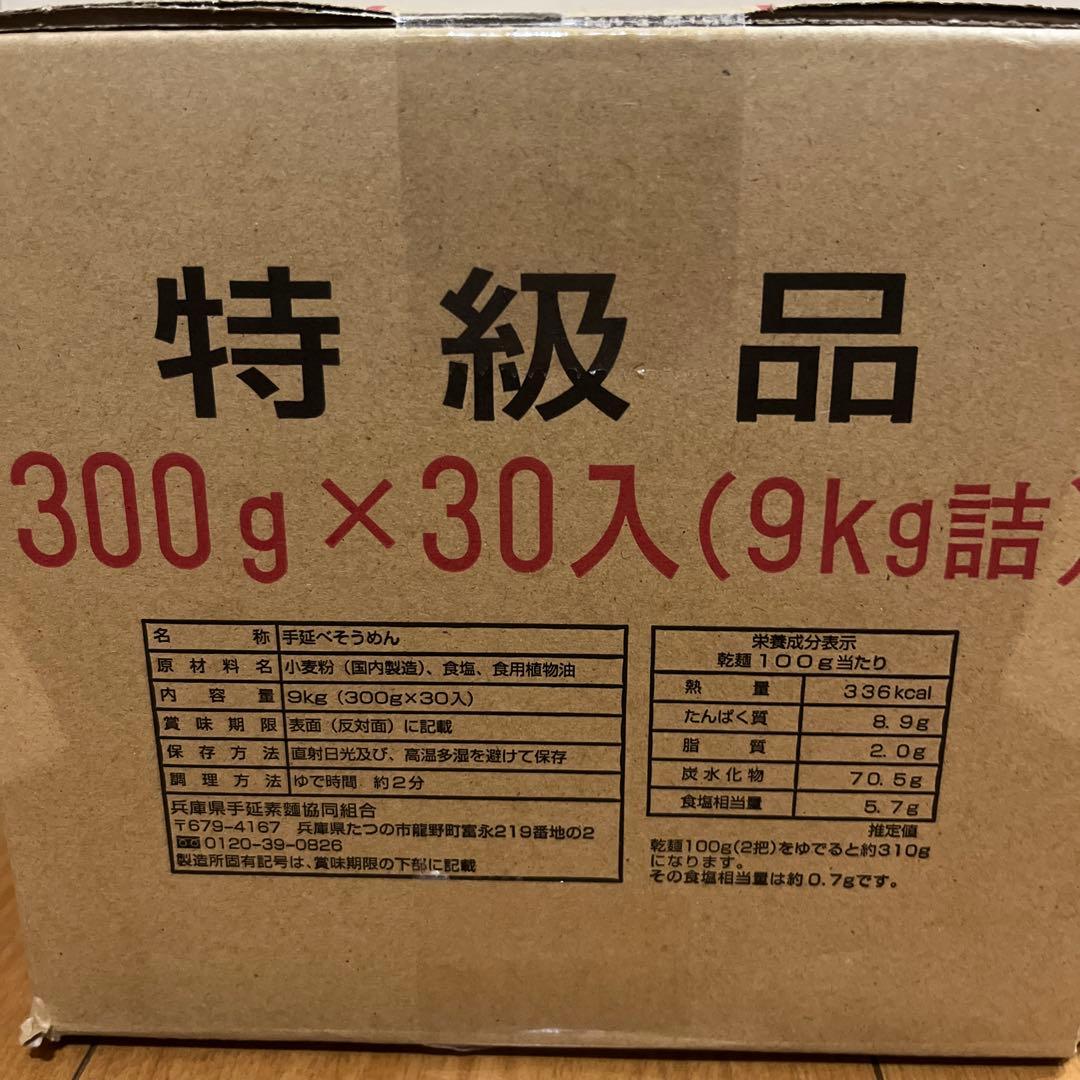 特級品
300g×30入(9kg詰)
名称 手延べそうめん
原材料名 小麦粉(国内製造)、食塩、食用植物油
内容量 9kg(300g×30入)
賞味期限 表面(反対面)に記載
保存方法 直射日光及び、高温多湿を避けて保存
調理方法 ゆで時間 約2分
兵庫県手延素麺協同組合
〒679-4167 兵庫県たつの市龍野町富永219番地の2
0120-39-0826
製造所固有記号は、賞味期限の下部に記載
栄養成分表示
乾麺100g当たり
熱量 336kcal
たんぱく質 8.9g
脂質 2.0g
炭水化物 70.5g
食塩相当量 5.7g
推定値
乾麺100g(2把)をゆでると約310g
になります。
その食塩相当量は約0.7gです。